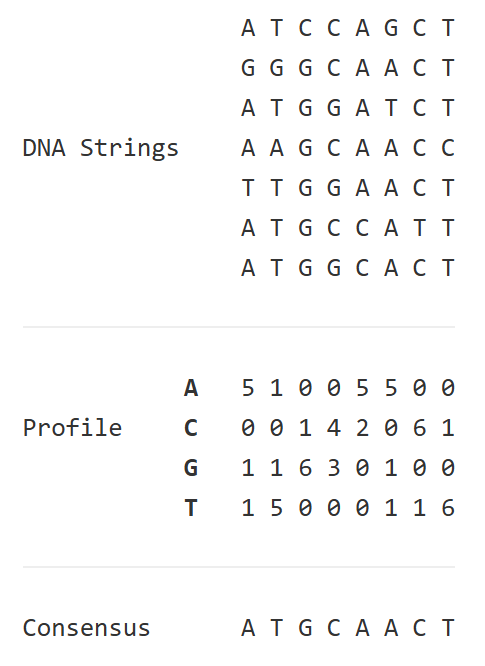 A T C C A G C T
G G G C A A C T
A T G G A T C T
DNA Strings A A G C A A C C
T T G G A A C T
A T G C C A T T
A T G G C A C T
A 5 1 0 0 5 5 0 0
Profile C 0 0 1 4 2 0 6 1
G 1 1 6 3 0 1 0 0
T 1 5 0 0 0 1 1 6
Consensus A T G C A A C T